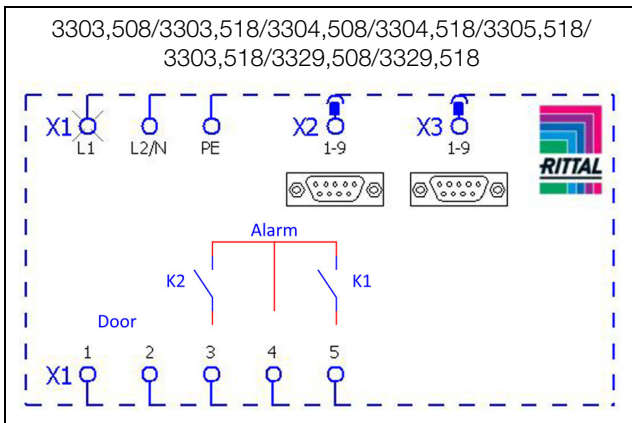 3303,508/3303,518/3304,508/3304,518/3305,518/
3303,518/3329,508/3329,518
X1 L1 L2/N PE X2 1-9 X3 1-9
RITTAL
Alarm
K2 K1
Door
X1 1 2 3 4 5